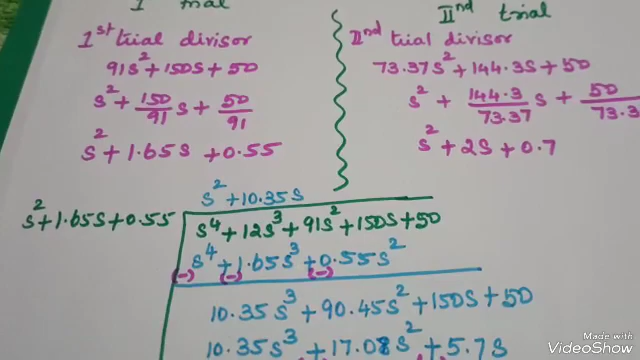 I trial
IInd trial
1st trial divisor
IInd trial divisor
91s² + 150s + 50
73.37s² + 144.3s + 50
s² + 150/91 s + 50/91
s² + 144.3/73.37 s + 50/73.3
s² + 1.65s + 0.55
s² + 2s + 0.7
s² + 10.35s
s² + 1.65s + 0.55
s⁴ + 12s³ + 91s² + 150s + 50
s⁴ + 1.65s³ + 0.55s²
(-) (-) (-)
10.35s³ + 90.45s² + 150s + 50
10.35s³ + 17.08s² + 5.7s
Made with
VideoShow